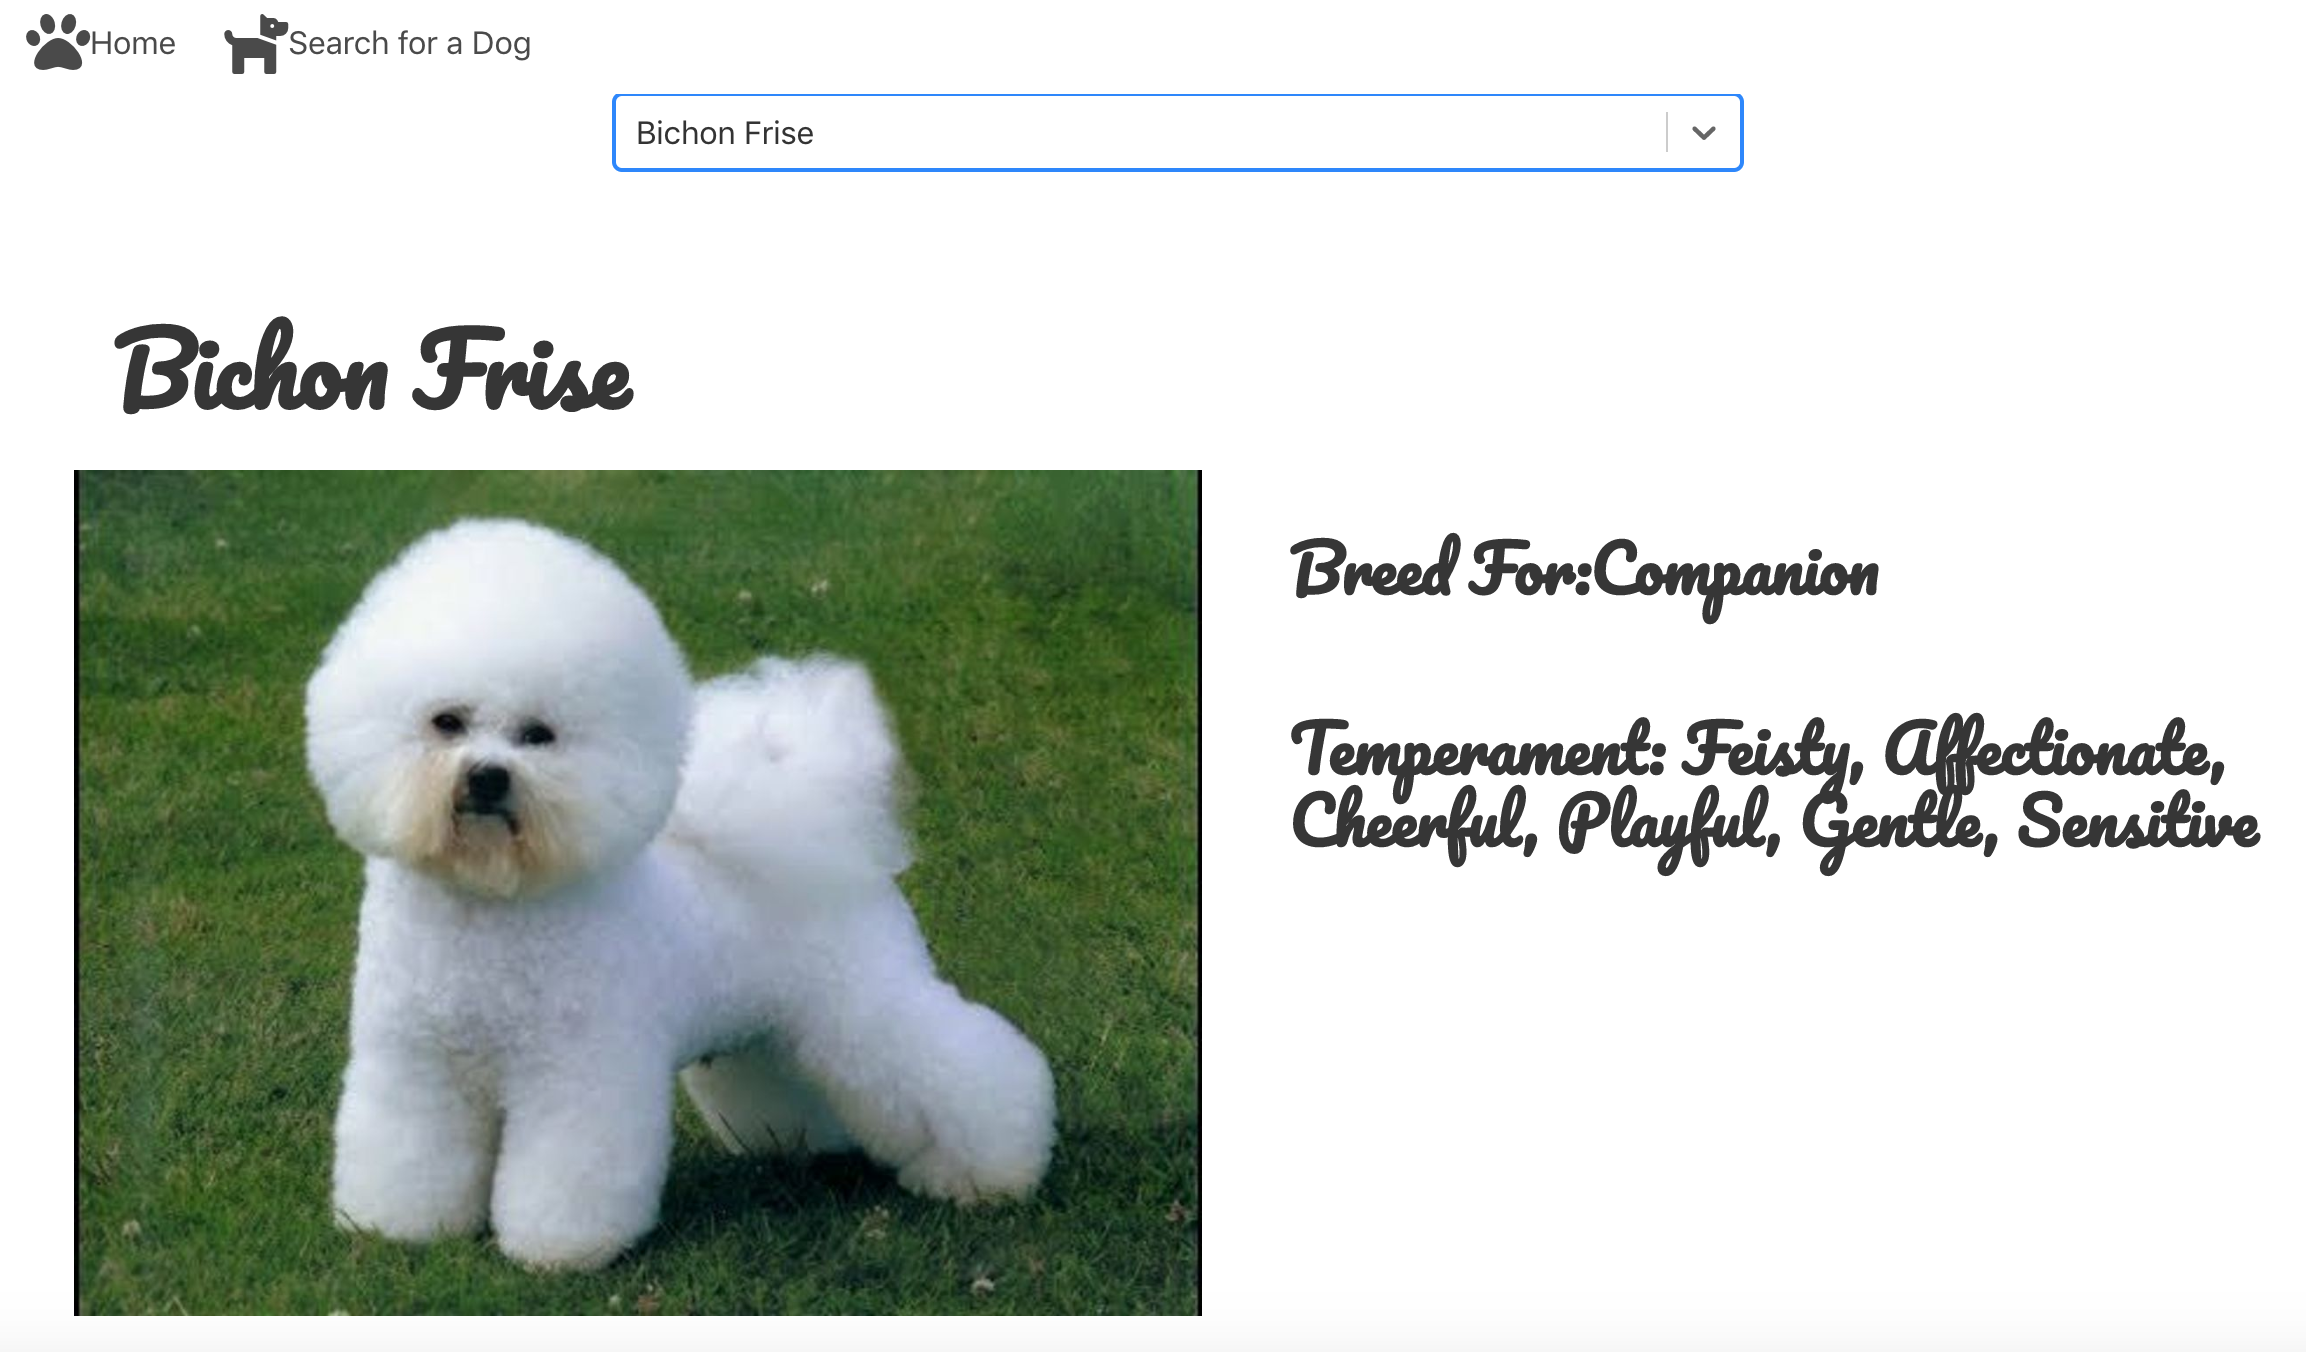 Home Search for a Dog
Bichon Frise
Bichon Frise
Breed For:Companion
Temperament: Feisty, Affectionate,
Cheerful, Playful, Gentle, Sensitive